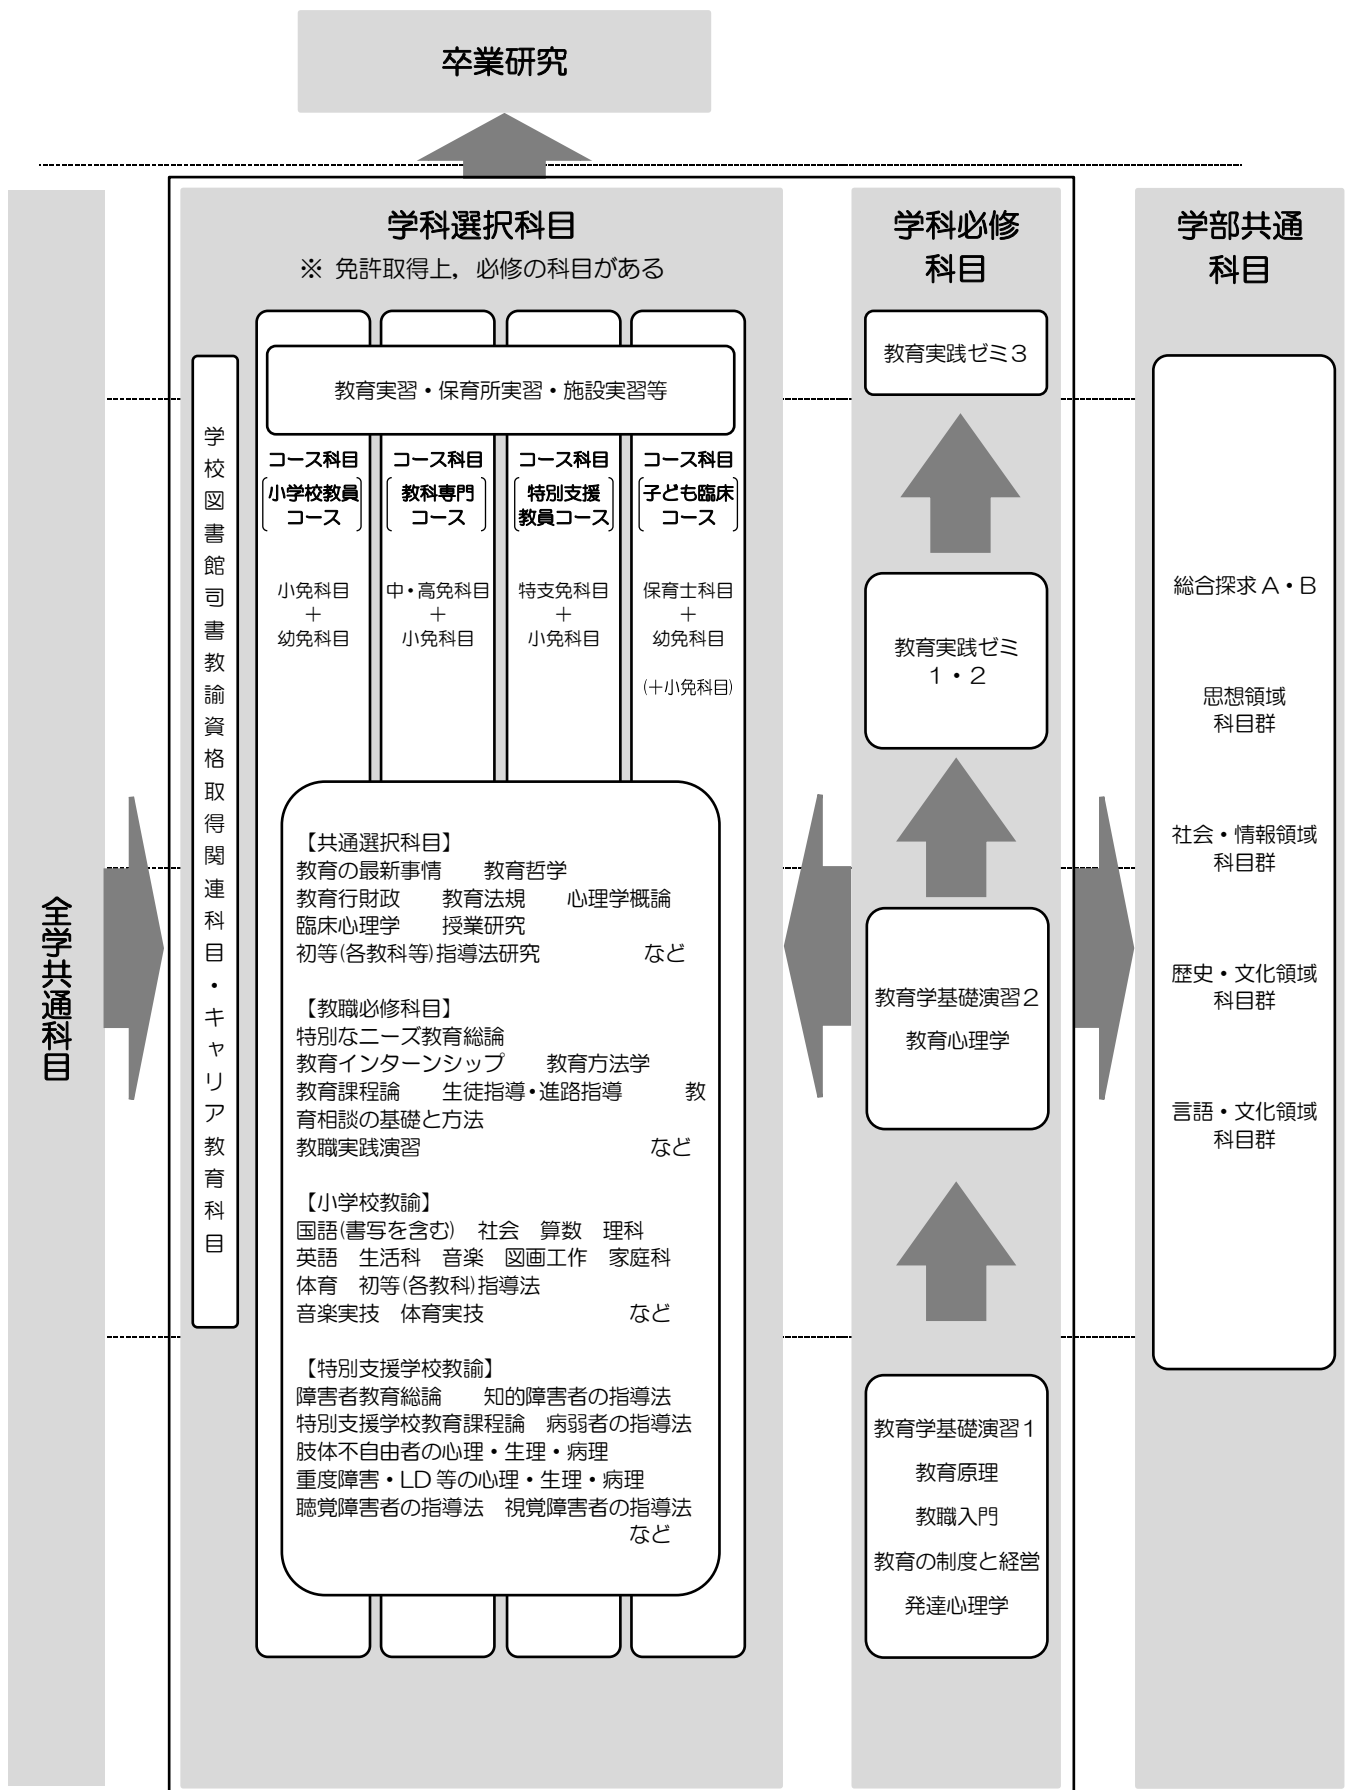 卒業研究
全学共通科目
学科選択科目
※ 免許取得上，必修の科目がある
学校図書館司書教諭資格取得関連科目・キャリア教育科目
教育実習・保育所実習・施設実習等
コース科目
小学校教員
コース
小免科目
＋
幼免科目
コース科目
教科専門
コース
中・高免科目
＋
小免科目
コース科目
特別支援
教員コース
特支免科目
＋
小免科目
コース科目
子ども臨床
コース
保育士科目
＋
幼免科目
(＋小免科目)
【共通選択科目】
教育の最新事情　　教育哲学
教育行財政　　教育法規　　心理学概論
臨床心理学　　授業研究
初等(各教科等)指導法研究　　　　　など
【教職必修科目】
特別なニーズ教育総論
教育インターンシップ　　教育方法学
教育課程論　　生徒指導・進路指導　　　教
育相談の基礎と方法
教職実践演習　　　　　　　　　　　など
【小学校教諭】
国語(書写を含む)　社会　算数　理科
英語　生活科　音楽　図画工作　家庭科
体育　初等(各教科)指導法
音楽実技　体育実技　　　　　　　など
【特別支援学校教諭】
障害者教育総論　　知的障害者の指導法
特別支援学校教育課程論　病弱者の指導法
肢体不自由者の心理・生理・病理
重度障害・LD 等の心理・生理・病理
聴覚障害者の指導法　視覚障害者の指導法
など
学科必修
科目
教育実践ゼミ３
教育実践ゼミ
１・２
教育学基礎演習２
教育心理学
教育学基礎演習１
教育原理
教職入門
教育の制度と経営
発達心理学
学部共通
科目
総合探求Ａ・Ｂ
思想領域
科目群
社会・情報領域
科目群
歴史・文化領域
科目群
言語・文化領域
科目群